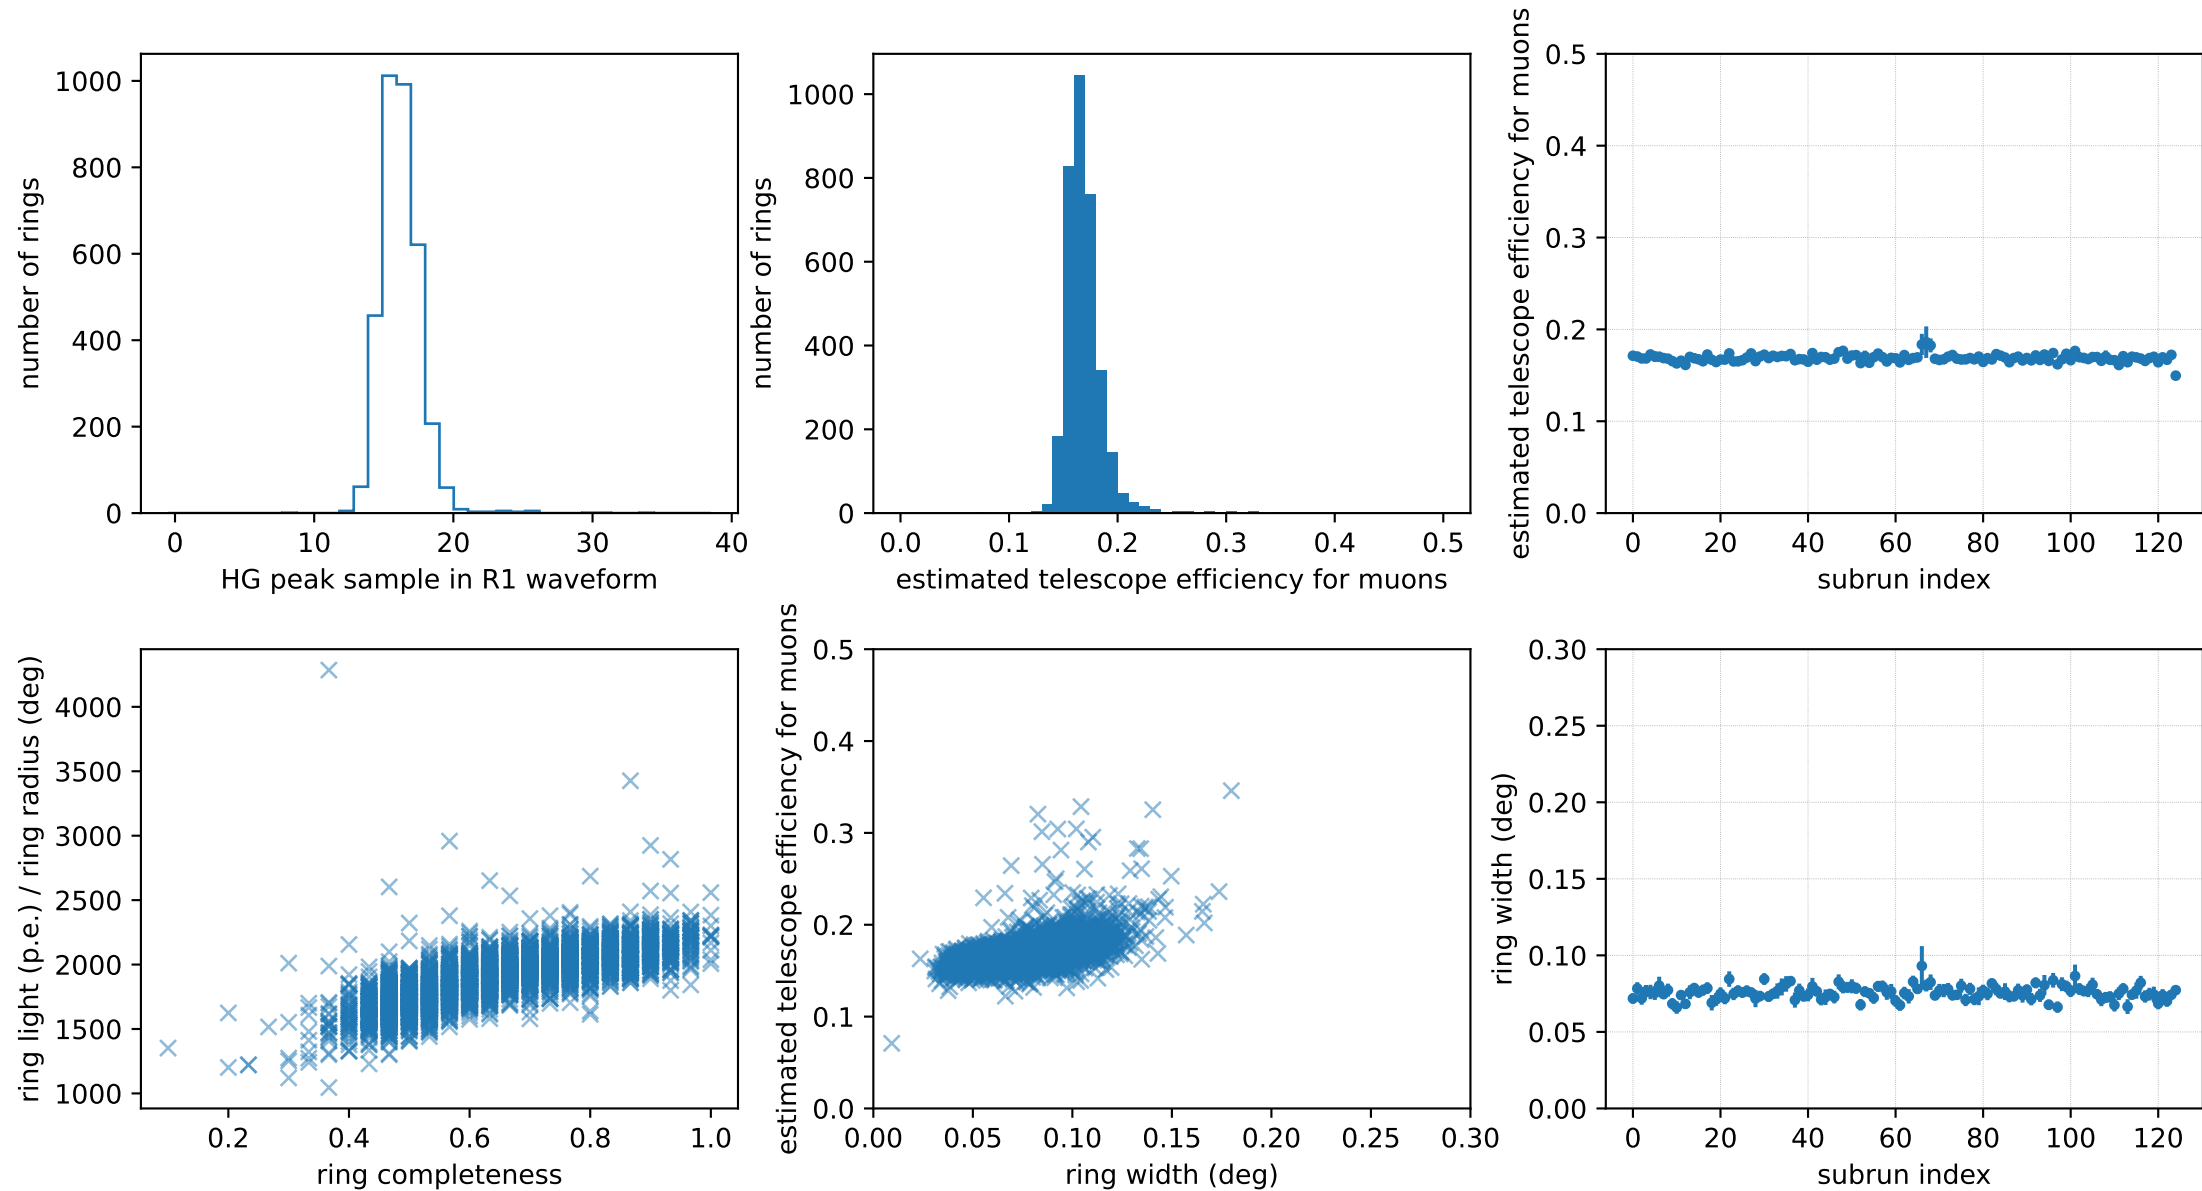 number of rings
1000
800
600
400
200
0
0 10 20 30 40
HG peak sample in R1 waveform
number of rings
1000
800
600
400
200
0
0.0 0.1 0.2 0.3 0.4 0.5
estimated telescope efficiency for muons
estimated telescope efficiency for muons
0.5
0.4
0.3
0.2
0.1
0.0
0 20 40 60 80 100 120
subrun index
ring light (p.e.) / ring radius (deg)
4000
3500
3000
2500
2000
1500
1000
0.2 0.4 0.6 0.8 1.0
ring completeness
estimated telescope efficiency for muons
0.5
0.4
0.3
0.2
0.1
0.0
0.00 0.05 0.10 0.15 0.20 0.25 0.30
ring width (deg)
ring width (deg)
0.30
0.25
0.20
0.15
0.10
0.05
0.00
0 20 40 60 80 100 120
subrun index